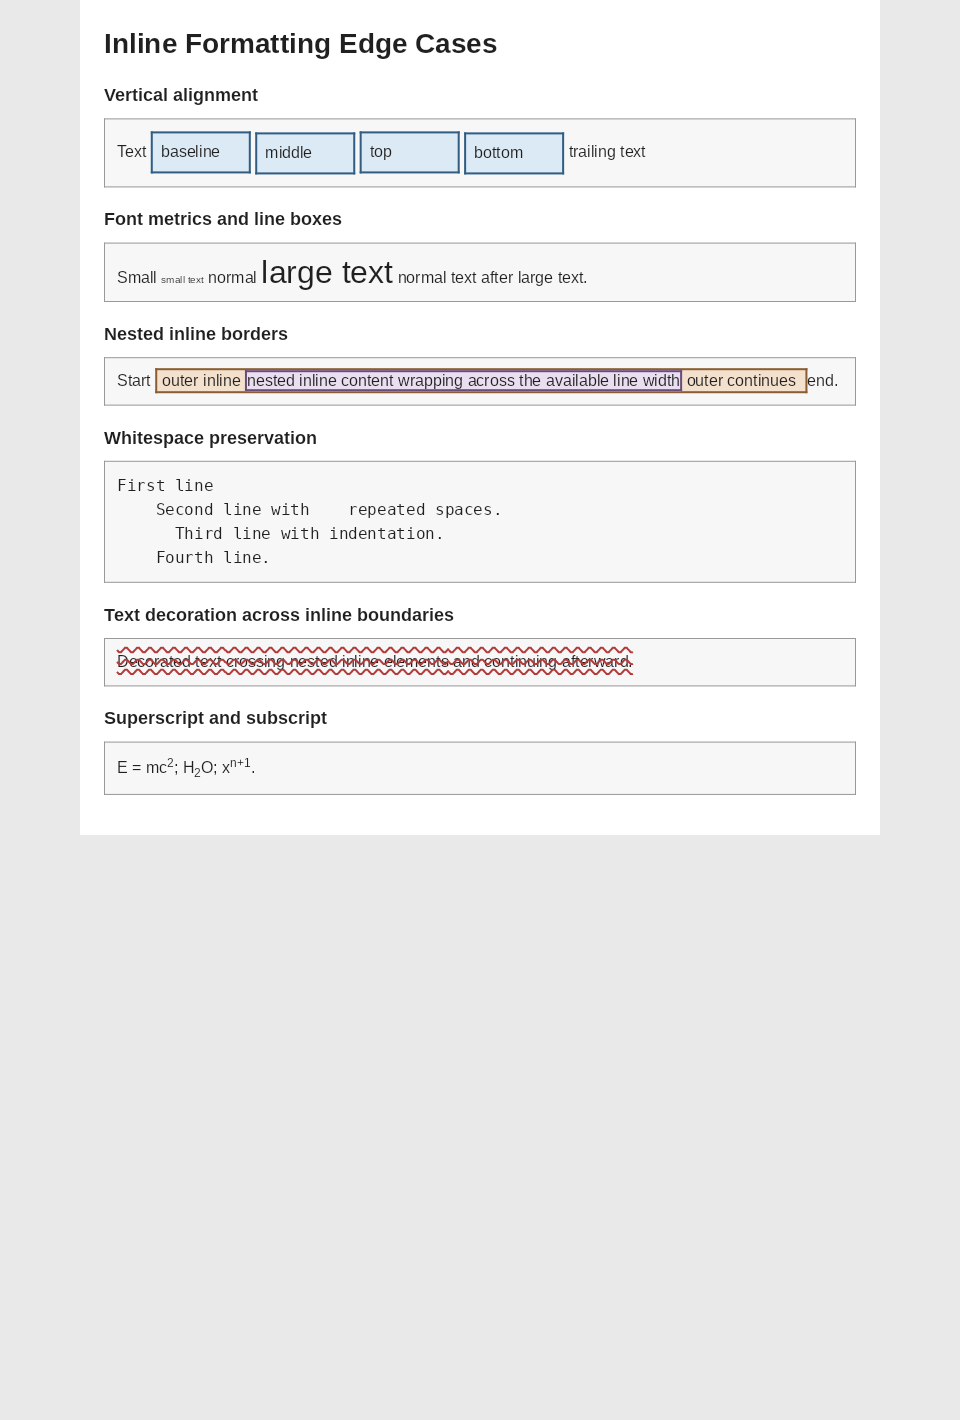 Inline Formatting Edge Cases
Vertical alignment
Text baseline middle top bottom trailing text
Font metrics and line boxes
Small small text normal large text normal text after large text.
Nested inline borders
Start outer inline nested inline content wrapping across the available line width outer continues end.
Whitespace preservation
First line
    Second line with    repeated spaces.
      Third line with indentation.
    Fourth line.
Text decoration across inline boundaries
Decorated text crossing nested inline elements and continuing afterward.
Superscript and subscript
E = mc²; H₂O; xⁿ⁺¹.